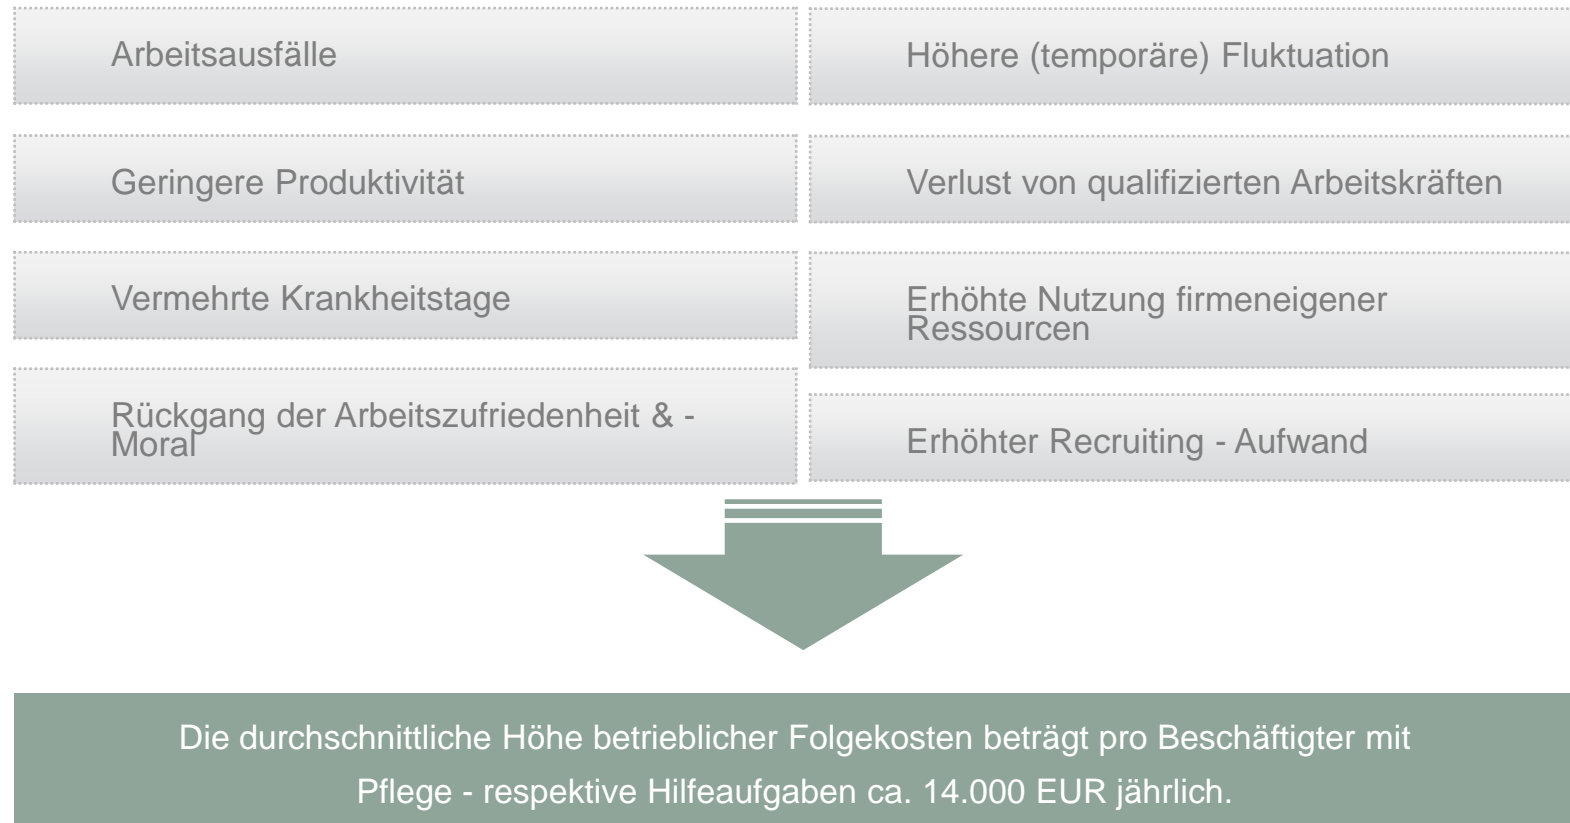 Arbeitsausfälle
Geringere Produktivität
Vermehrte Krankheitstage
Rückgang der Arbeitszufriedenheit & -
Moral
Höhere (temporäre) Fluktuation
Verlust von qualifizierten Arbeitskräften
Erhöhte Nutzung firmeneigener
Ressourcen
Erhöhter Recruiting - Aufwand
Die durchschnittliche Höhe betrieblicher Folgekosten beträgt pro Beschäftigter mit
Pflege - respektive Hilfeaufgaben ca. 14.000 EUR jährlich.